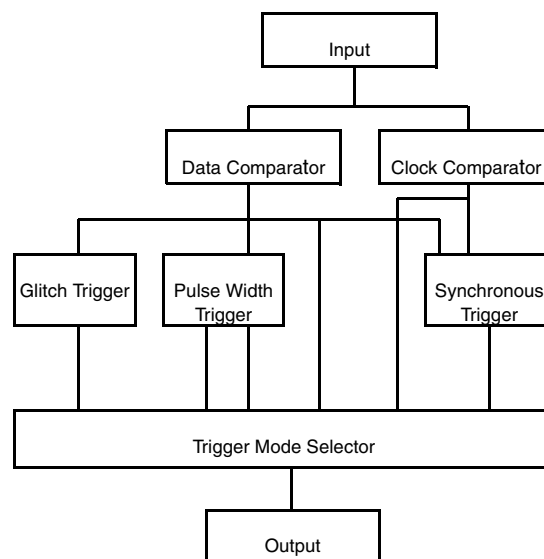 Input
Data Comparator
Clock Comparator
Glitch Trigger
Pulse Width
Trigger
Synchronous
Trigger
Trigger Mode Selector
Output